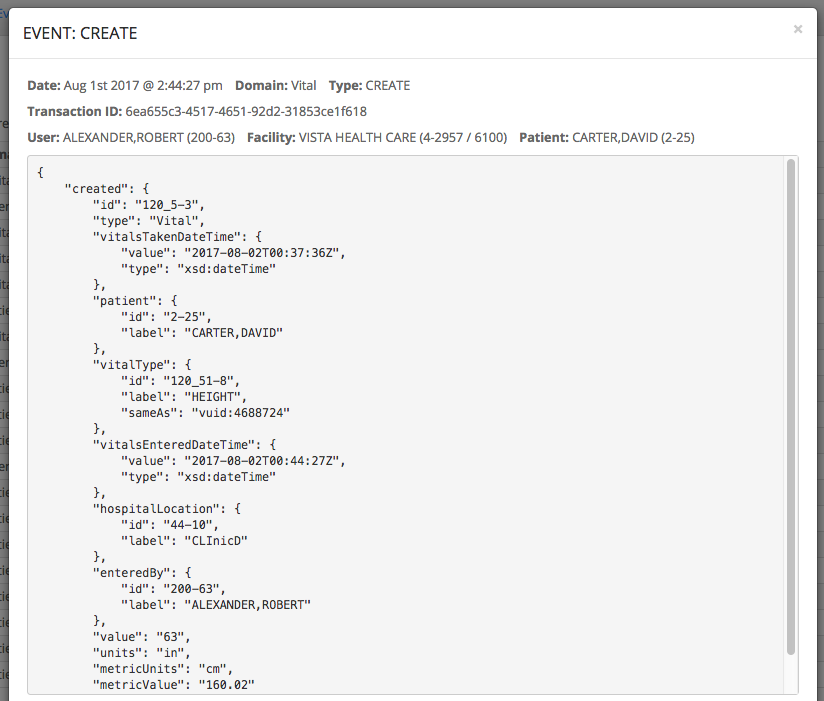 EVENT: CREATE
×
Date: Aug 1st 2017 @ 2:44:27 pm Domain: Vital Type: CREATE
Transaction ID: 6ea655c3-4517-4651-92d2-31853ce1f618
User: ALEXANDER,ROBERT (200-63) Facility: VISTA HEALTH CARE (4-2957 / 6100) Patient: CARTER,DAVID (2-25)
{
    "created": {
        "id": "120_5-3",
        "type": "Vital",
        "vitalsTakenDateTime": {
            "value": "2017-08-02T00:37:36Z",
            "type": "xsd:dateTime"
        },
        "patient": {
            "id": "2-25",
            "label": "CARTER,DAVID"
        },
        "vitalType": {
            "id": "120_51-8",
            "label": "HEIGHT",
            "sameAs": "vuid:4688724"
        },
        "vitalsEnteredDateTime": {
            "value": "2017-08-02T00:44:27Z",
            "type": "xsd:dateTime"
        },
        "hospitalLocation": {
            "id": "44-10",
            "label": "CLInicD"
        },
        "enteredBy": {
            "id": "200-63",
            "label": "ALEXANDER,ROBERT"
        },
        "value": "63",
        "units": "in",
        "metricUnits": "cm",
        "metricValue": "160.02"